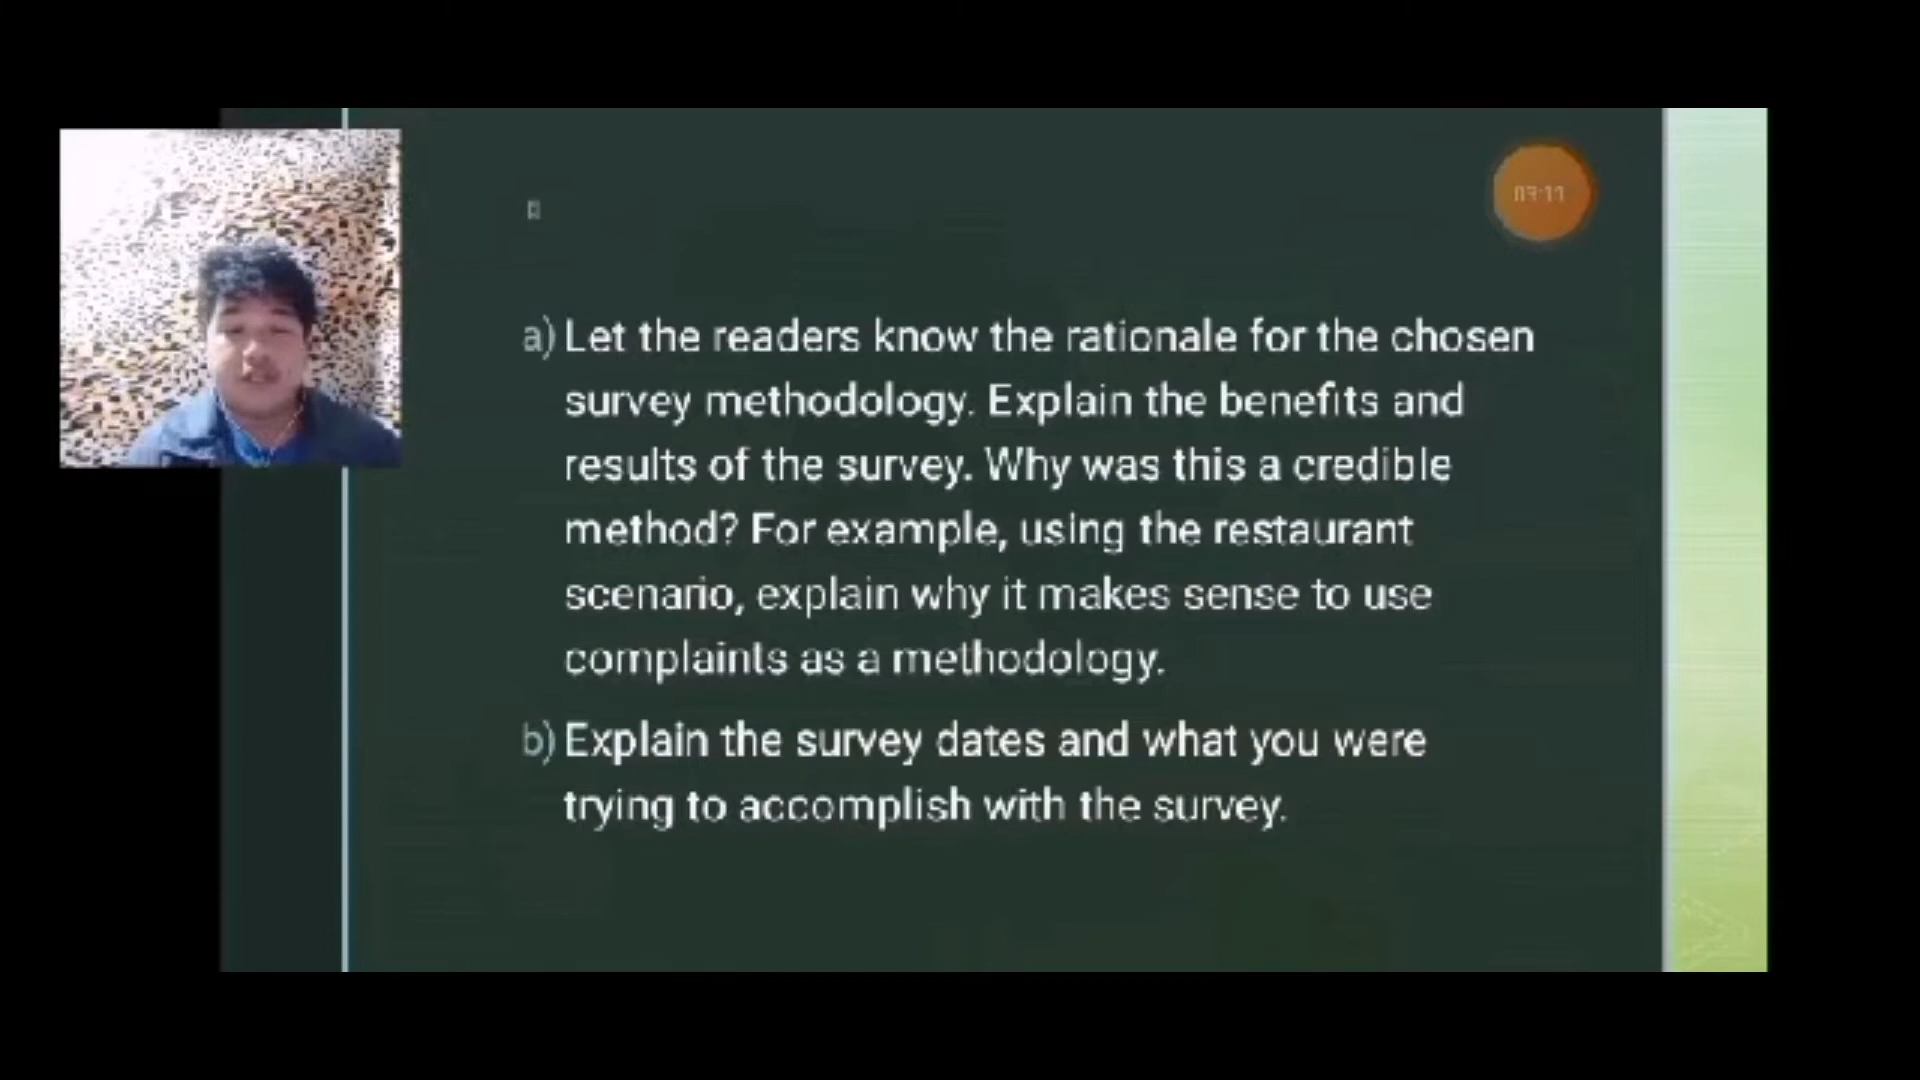 03:11
a) Let the readers know the rationale for the chosen
survey methodology. Explain the benefits and
results of the survey. Why was this a credible
method? For example, using the restaurant
scenario, explain why it makes sense to use
complaints as a methodology.
b) Explain the survey dates and what you were
trying to accomplish with the survey.